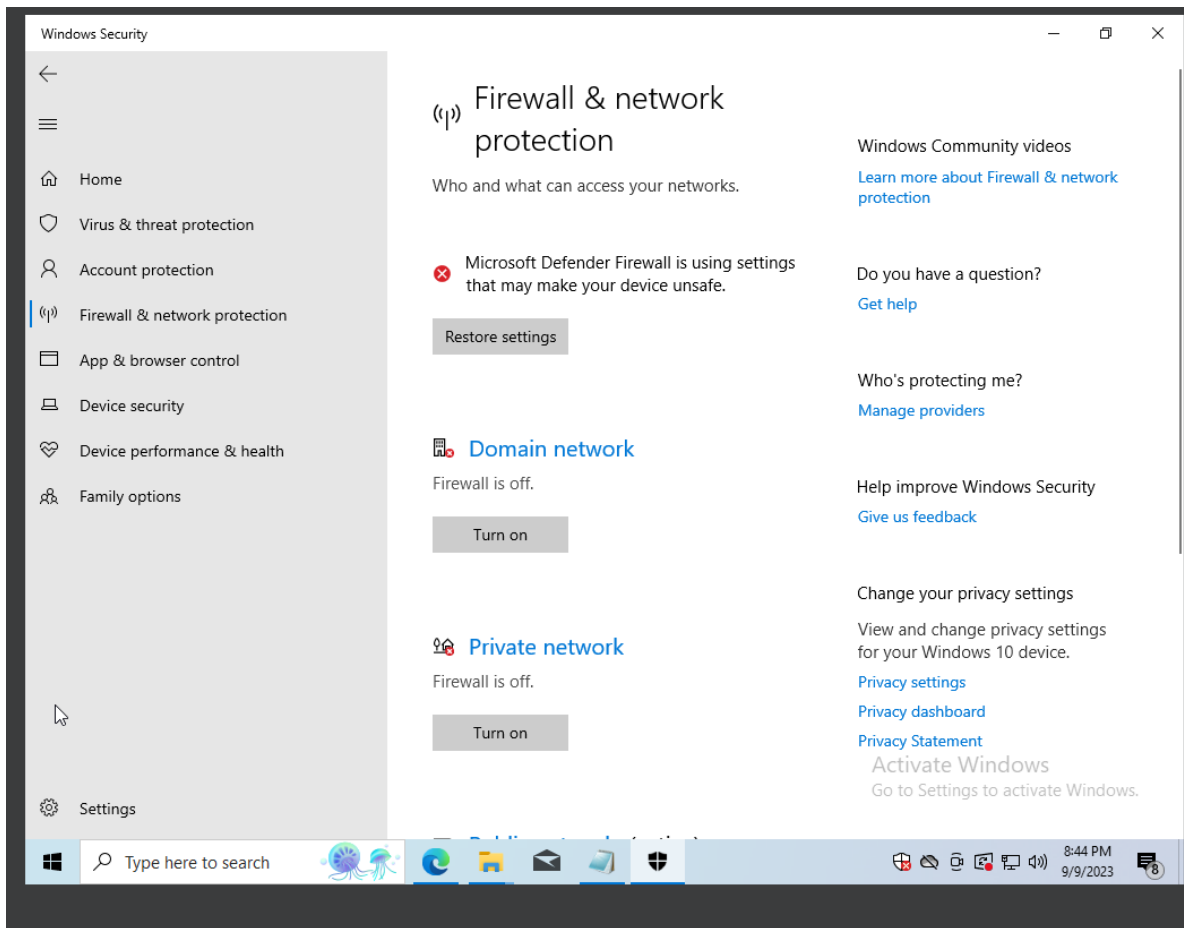 Windows Security
Home
Virus & threat protection
Account protection
Firewall & network protection
App & browser control
Device security
Device performance & health
Family options
Settings
Firewall & network
protection
Who and what can access your networks.
Microsoft Defender Firewall is using settings
that may make your device unsafe.
Restore settings
Domain network
Firewall is off.
Turn on
Private network
Firewall is off.
Turn on
Windows Community videos
Learn more about Firewall & network
protection
Do you have a question?
Get help
Who's protecting me?
Manage providers
Help improve Windows Security
Give us feedback
Change your privacy settings
View and change privacy settings
for your Windows 10 device.
Privacy settings
Privacy dashboard
Privacy Statement
Activate Windows
Go to Settings to activate Windows.
Type here to search
8:44 PM
9/9/2023
8